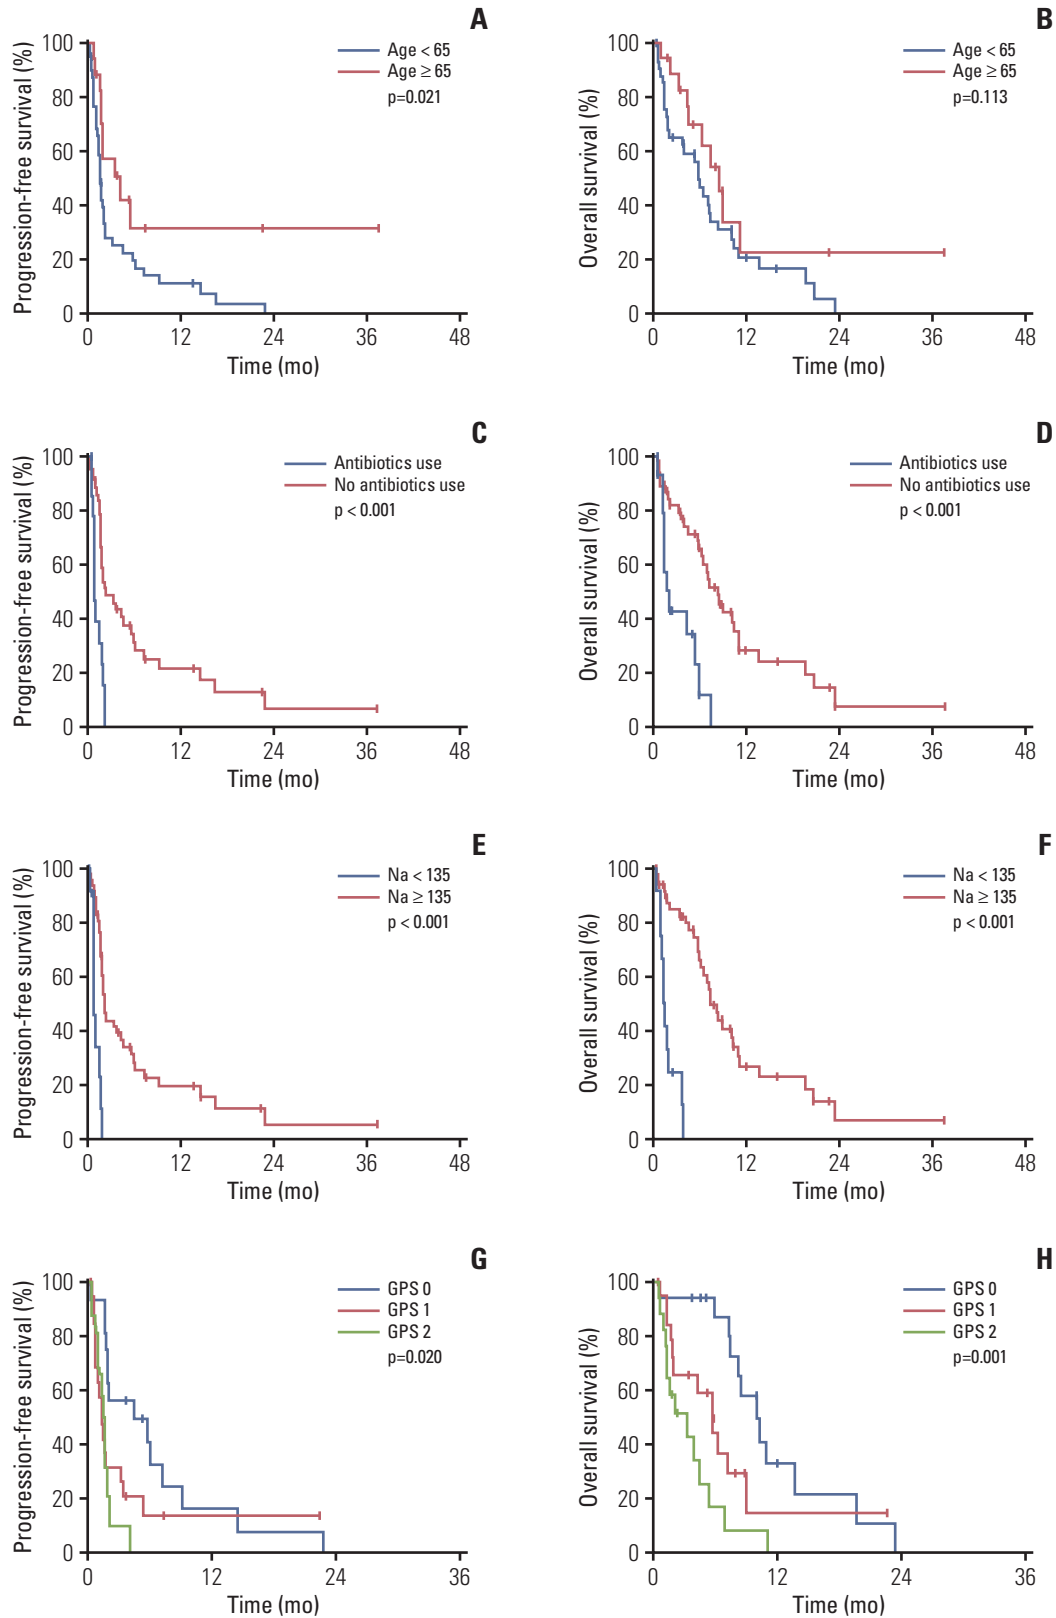 A
Progression-free survival (%)
100
80
60
40
20
0
0 12 24 36 48
Time (mo)
Age < 65
Age ≥ 65
p=0.021
B
Overall survival (%)
100
80
60
40
20
0
0 12 24 36 48
Time (mo)
Age < 65
Age ≥ 65
p=0.113
C
Progression-free survival (%)
100
80
60
40
20
0
0 12 24 36 48
Time (mo)
Antibiotics use
No antibiotics use
p < 0.001
D
Overall survival (%)
100
80
60
40
20
0
0 12 24 36 48
Time (mo)
Antibiotics use
No antibiotics use
p < 0.001
E
Progression-free survival (%)
100
80
60
40
20
0
0 12 24 36 48
Time (mo)
Na < 135
Na ≥ 135
p < 0.001
F
Overall survival (%)
100
80
60
40
20
0
0 12 24 36 48
Time (mo)
Na < 135
Na ≥ 135
p < 0.001
G
Progression-free survival (%)
100
80
60
40
20
0
0 12 24 36
Time (mo)
GPS 0
GPS 1
GPS 2
p=0.020
H
Overall survival (%)
100
80
60
40
20
0
0 12 24 36
Time (mo)
GPS 0
GPS 1
GPS 2
p=0.001